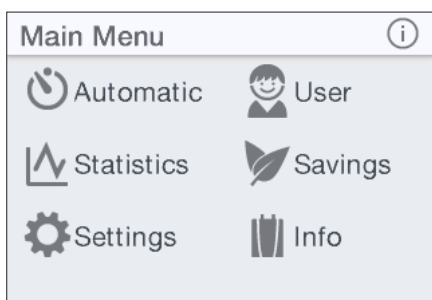 Main Menu
Automatic User
Statistics Savings
Settings Info